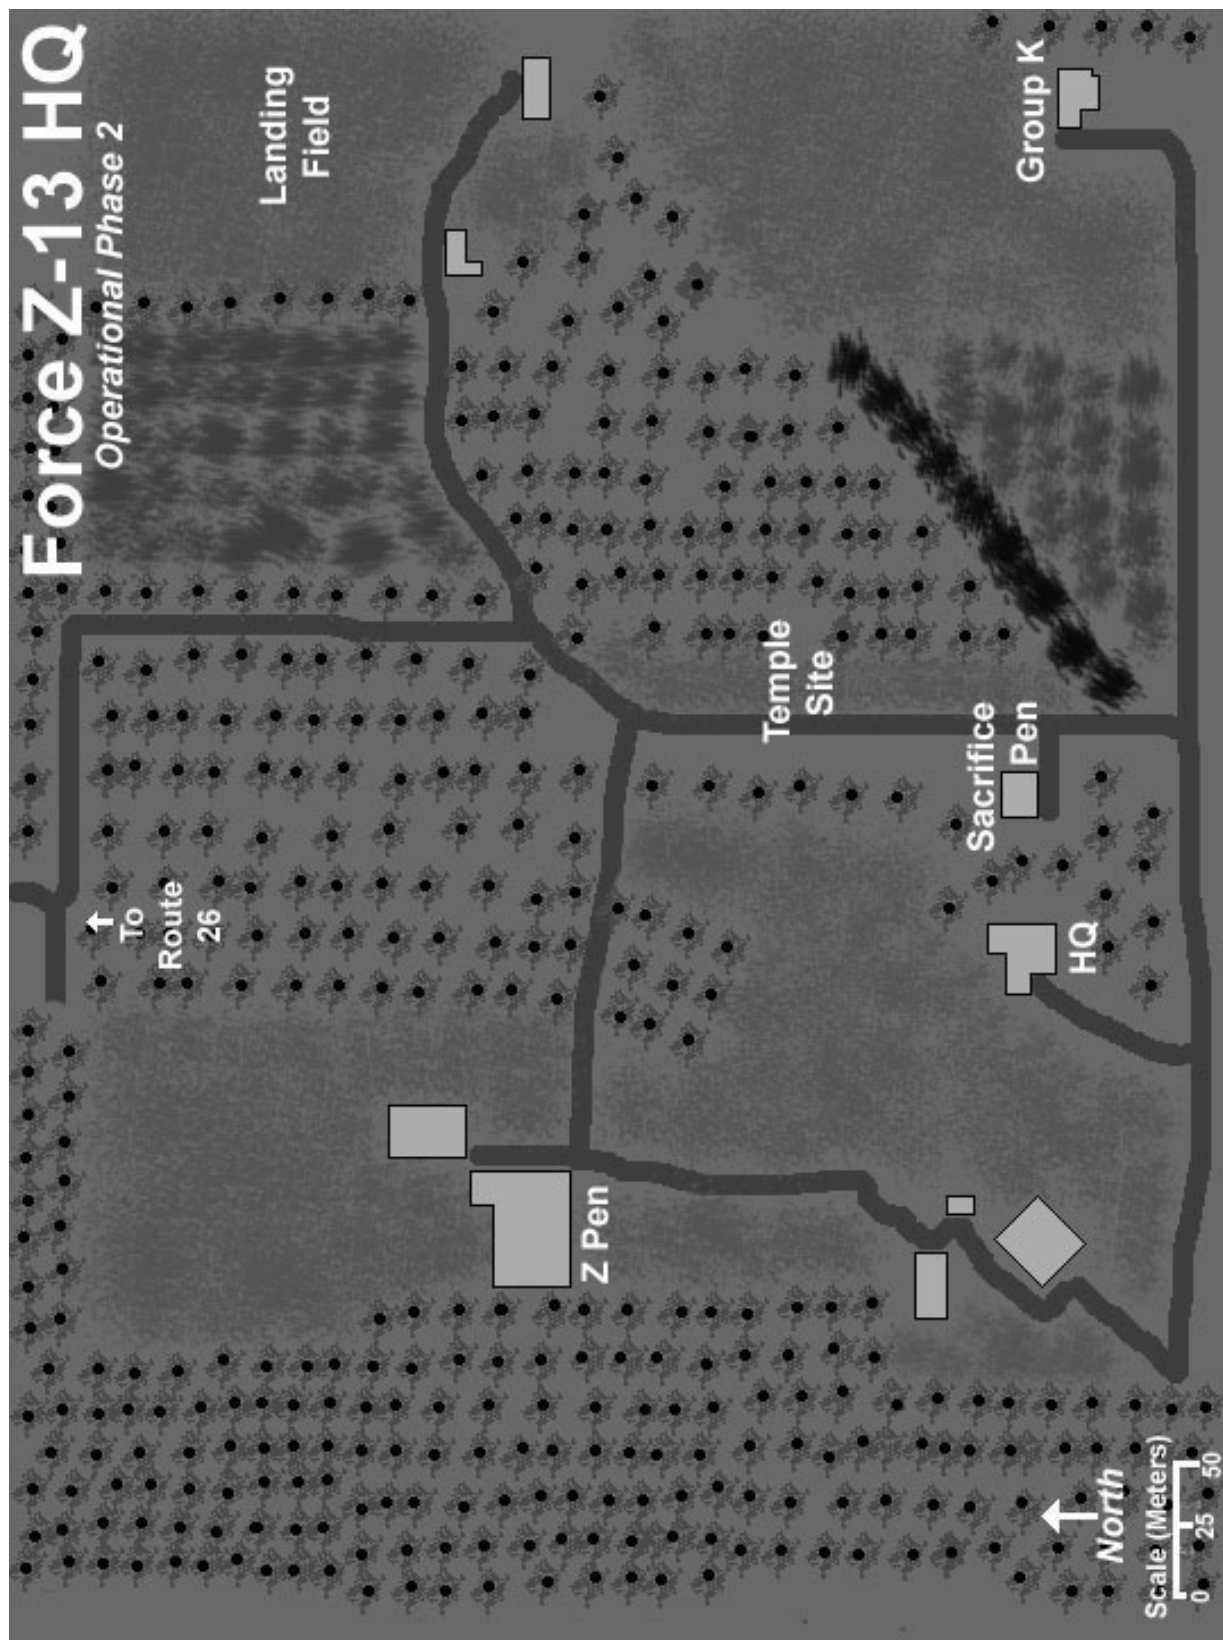 Force Z-13 HQ
Operational Phase 2
Landing
Field
To
Route
26
Z Pen
Temple
Site
Sacrifice
Pen
HQ
Group K
North
Scale (Meters)
0 25 50